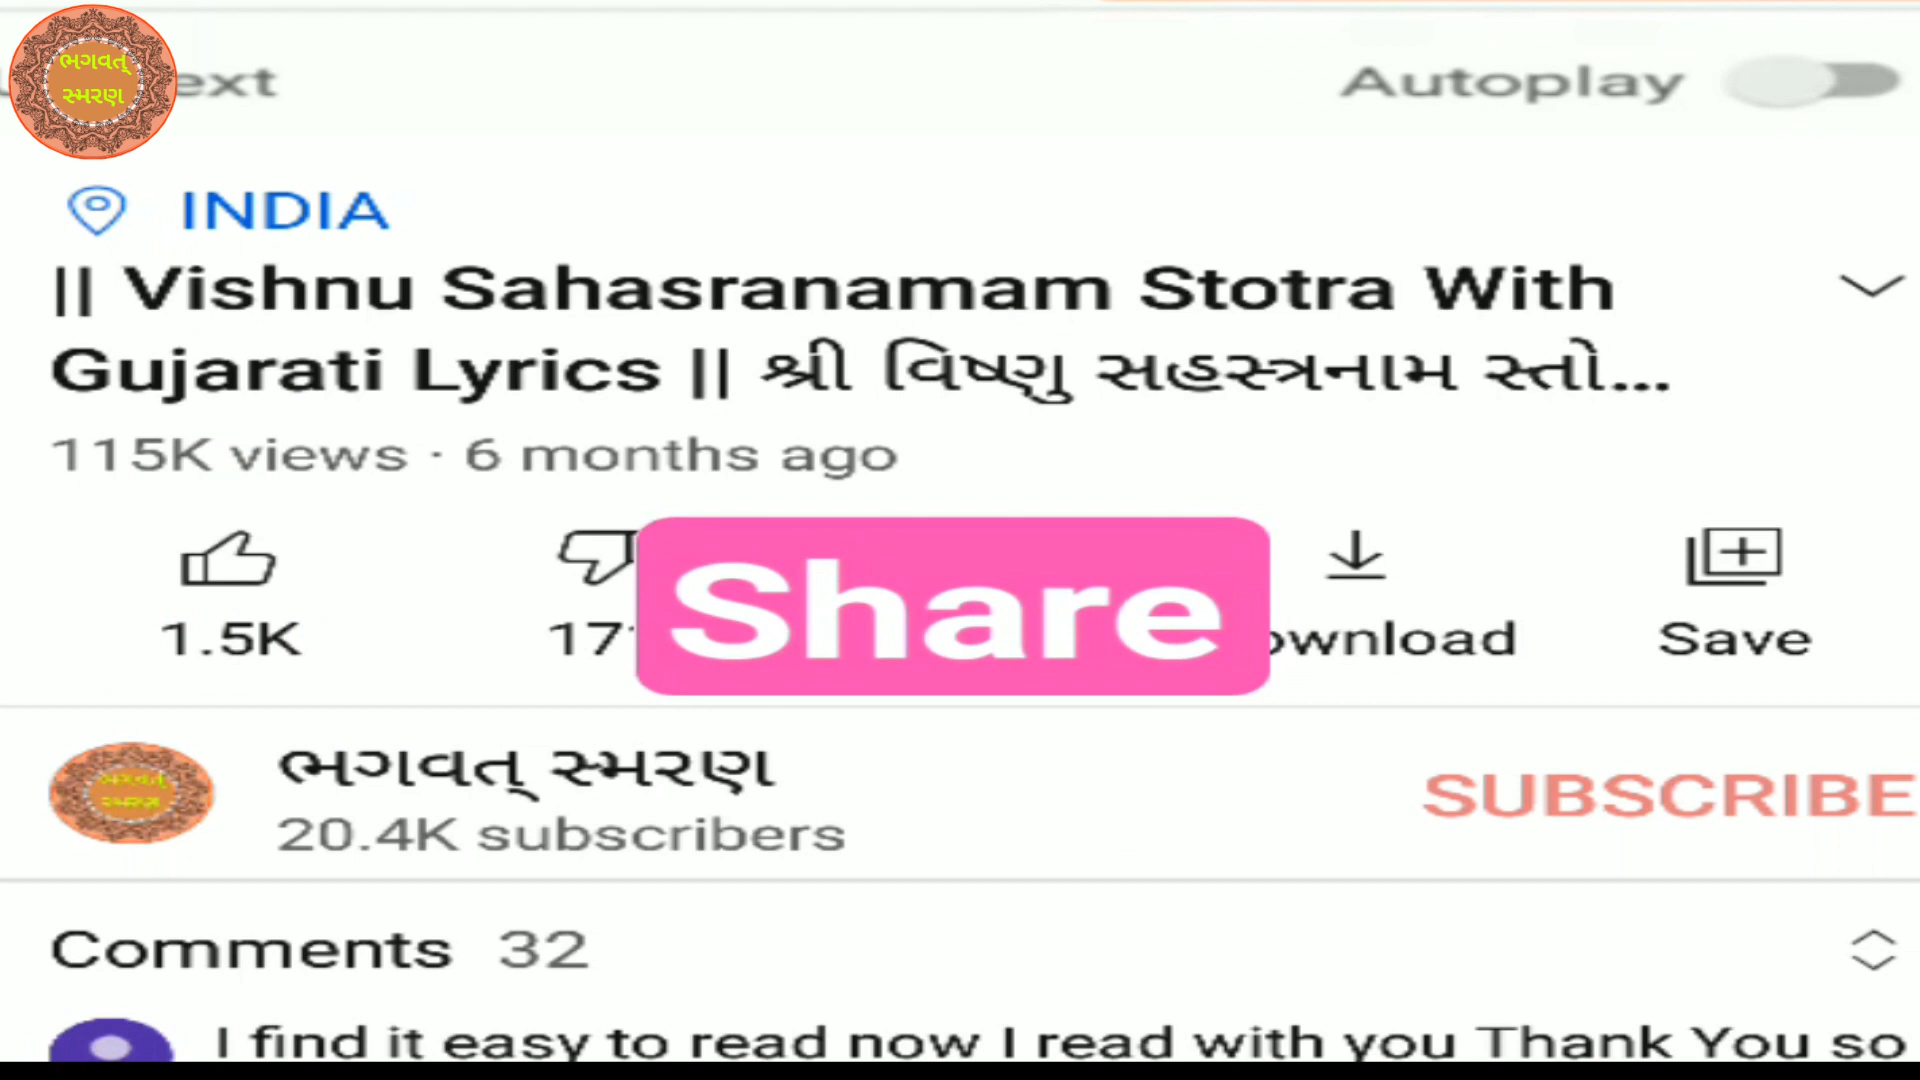 ભગવત્
સ્મરણ
ext
Autoplay
INDIA
|| Vishnu Sahasranamam Stotra With
Gujarati Lyrics || શ્રી વિષ્ણુ સહસ્ત્રનામ સ્તો...
115K views · 6 months ago
1.5K
17
Share
ownload
Save
ભગવત્ સ્મરણ
ભગવત્
સ્મરણ
20.4K subscribers
SUBSCRIBE
Comments 32
I find it easy to read now I read with you Thank You so